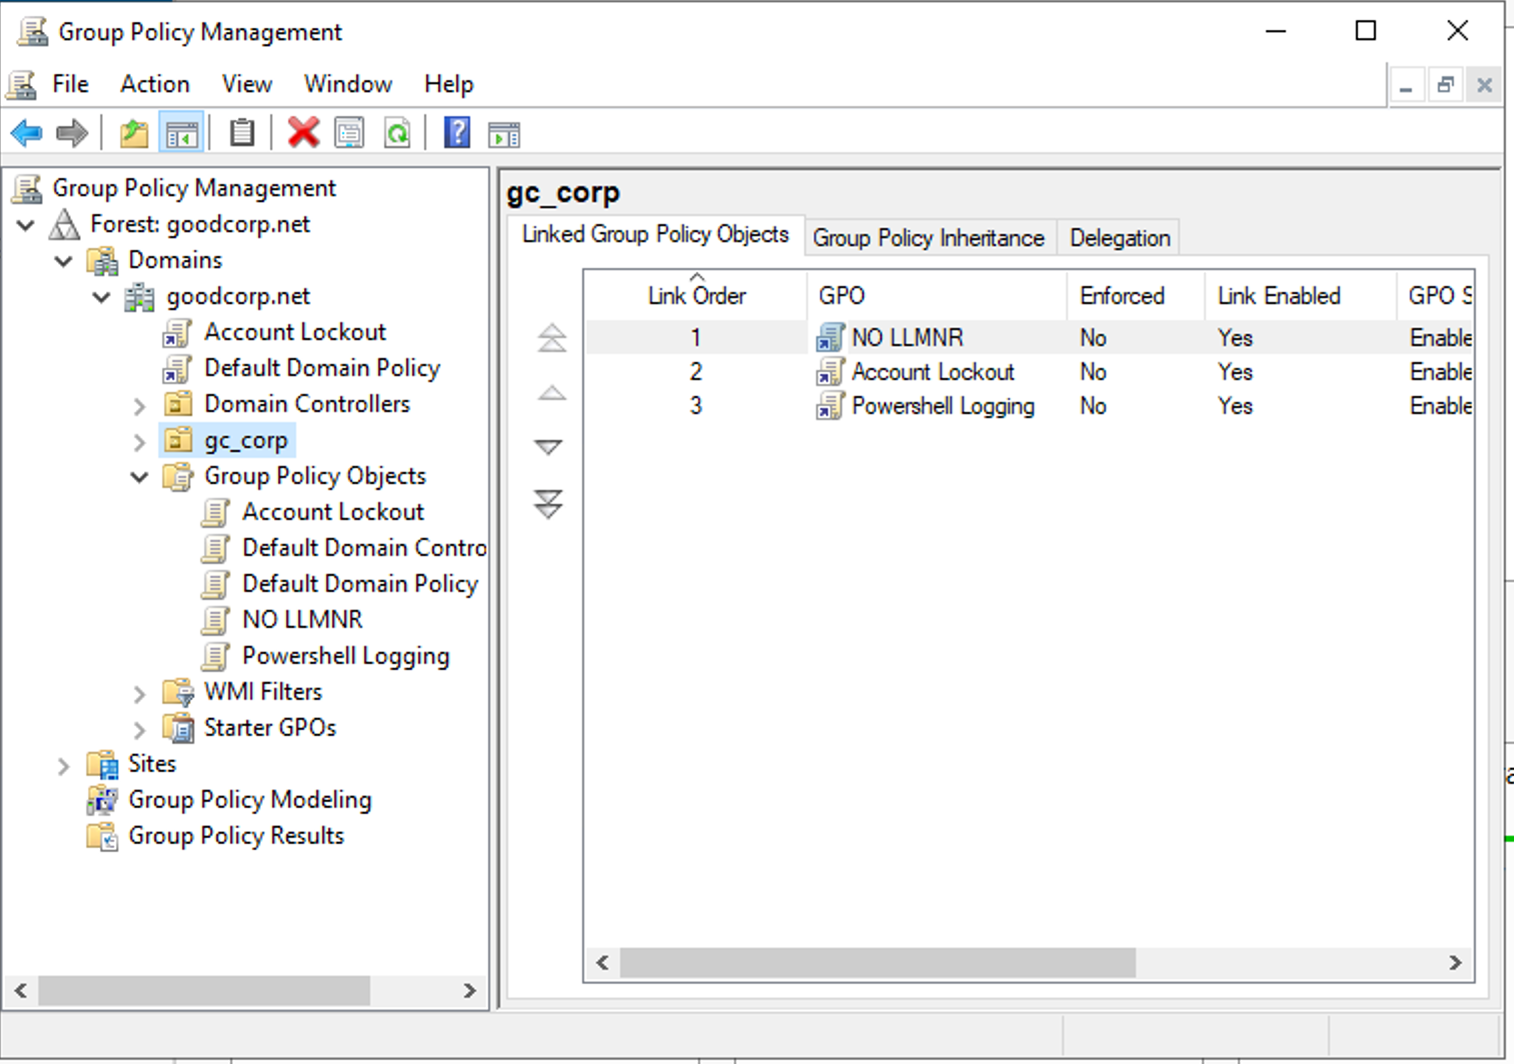 Group Policy Management
File Action View Window Help
Group Policy Management
Forest: goodcorp.net
Domains
goodcorp.net
Account Lockout
Default Domain Policy
Domain Controllers
gc_corp
Group Policy Objects
Account Lockout
Default Domain Contro
Default Domain Policy
NO LLMNR
Powershell Logging
WMI Filters
Starter GPOs
Sites
Group Policy Modeling
Group Policy Results
gc_corp
Linked Group Policy Objects Group Policy Inheritance Delegation
Link Order GPO Enforced Link Enabled GPO S
1 NO LLMNR No Yes Enable
2 Account Lockout No Yes Enable
3 Powershell Logging No Yes Enable